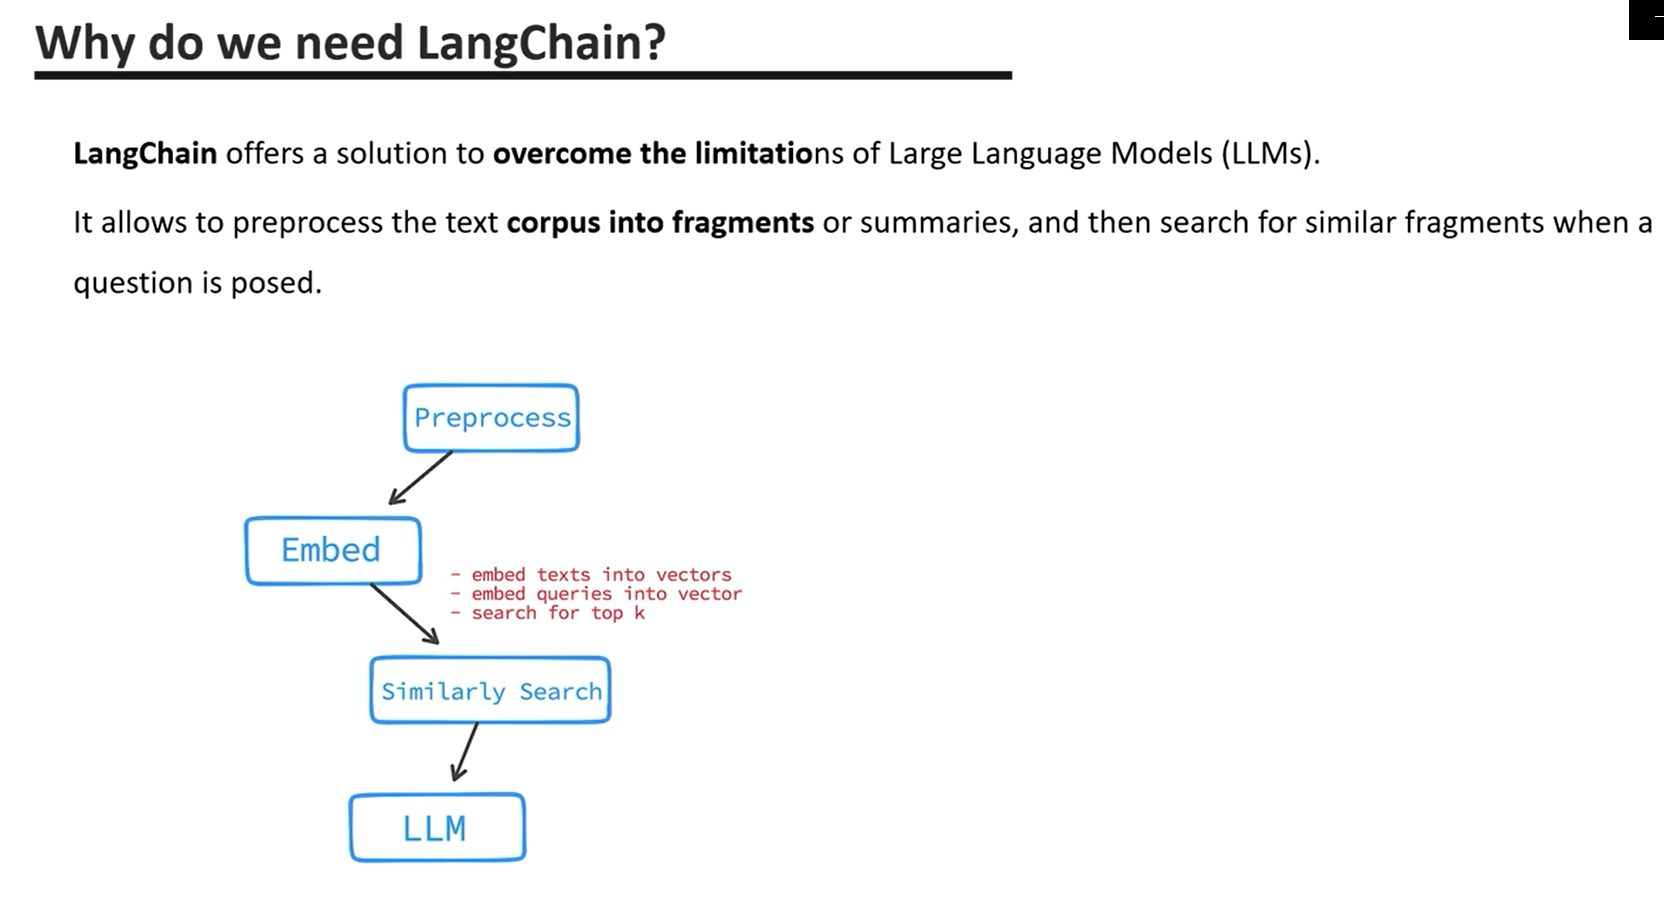 Why do we need LangChain?
LangChain offers a solution to overcome the limitations of Large Language Models (LLMs).
It allows to preprocess the text corpus into fragments or summaries, and then search for similar fragments when a
question is posed.
Preprocess
Embed
- embed texts into vectors
- embed queries into vector
- search for top k
Similarly Search
LLM